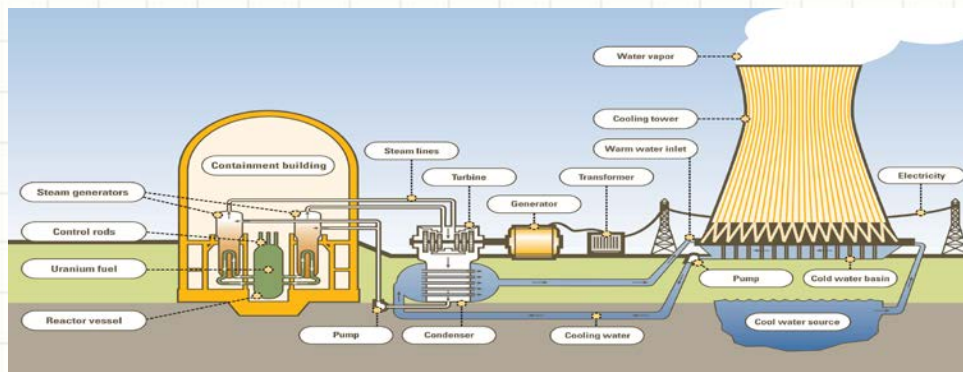 Water vapor
Cooling tower
Containment building
Steam lines
Warm water inlet
Turbine
Transformer
Electricity
Steam generators
Generator
Control rods
Uranium fuel
Pump
Cold water basin
Reactor vessel
Pump
Condenser
Cooling water
Cool water source